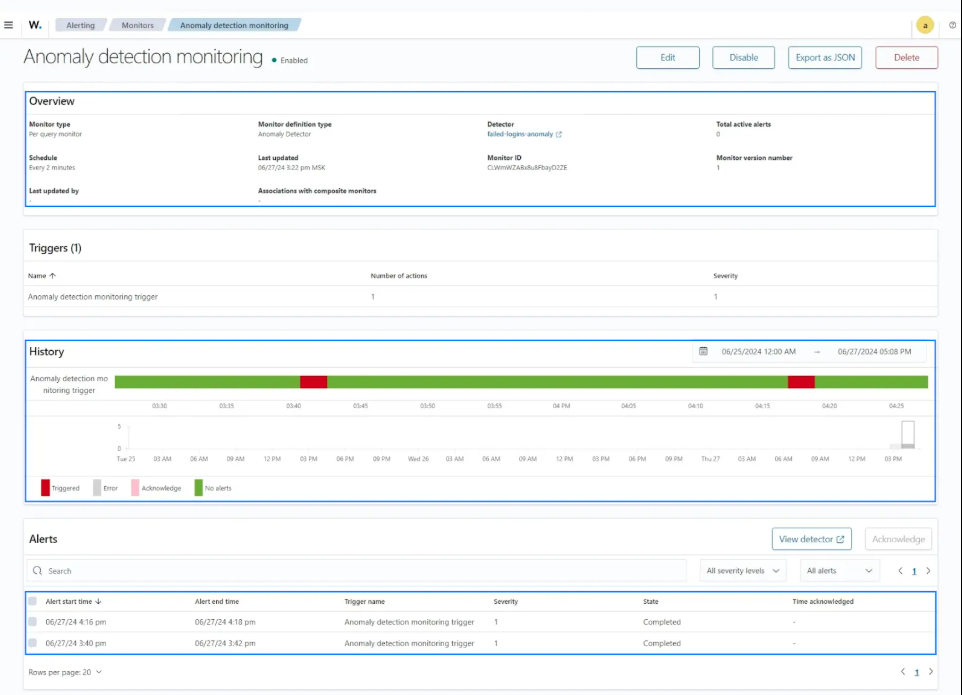 W. Alerting Monitors Anomaly detection monitoring a
Anomaly detection monitoring Enabled Edit Disable Export as JSON Delete
Overview
Monitor type Monitor definition type Detector Total active alerts
Per query monitor Anomaly Detector failed-logins-anomaly 0
Schedule Last updated Monitor ID Monitor version number
Every 2 minutes 06/27/24 3:22 pm MSK 1
Last updated by Associations with composite monitors
- -
Triggers (1)
Name Number of actions Severity
Anomaly detection monitoring trigger 1 1
History 06/25/2024 12:00 AM → 06/27/2024 05:08 PM
Anomaly detection mo
nitoring trigger
03:30 03:35 03:40 03:45 03:50 03:55 04 PM 04:05 04:10 04:15 04:20 04:25
5
0
Tue 25 03 AM 06 AM 09 AM 12 PM 03 PM 06 PM 09 PM Wed 26 03 AM 06 AM 09 AM 12 PM 03 PM 06 PM 09 PM Thu 27 03 AM 06 AM 09 AM 12 PM 03 PM
Triggered Error Acknowledge No alerts
Alerts View detector Acknowledge
Search All severity levels All alerts < 1 >
Alert start time ↓ Alert end time Trigger name Severity State Time acknowledged
06/27/24 4:16 pm 06/27/24 4:18 pm Anomaly detection monitoring trigger 1 Completed -
06/27/24 3:40 pm 06/27/24 3:42 pm Anomaly detection monitoring trigger 1 Completed -
Rows per page: 20 < 1 >